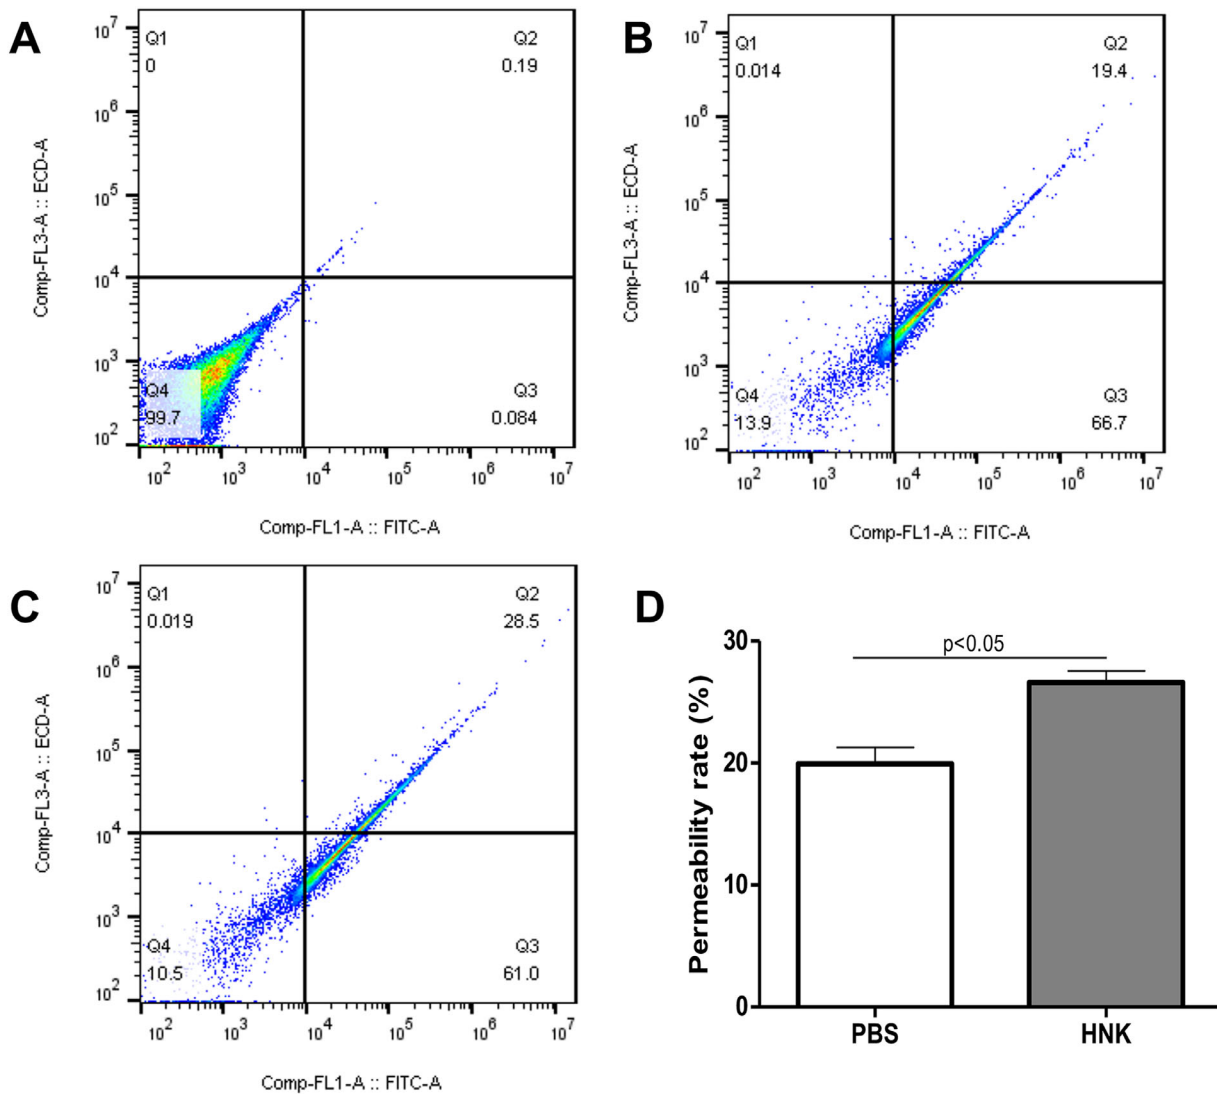 A
Comp-FL3-A :: ECD-A
10^7
10^6
10^5
10^4
10^3
10^2
Q1
0
Q2
0.19
Q4
99.7
Q3
0.084
10^2 10^3 10^4 10^5 10^6 10^7
Comp-FL1-A :: FITC-A
B
Comp-FL3-A :: ECD-A
10^7
10^6
10^5
10^4
10^3
10^2
Q1
0.014
Q2
19.4
Q4
13.9
Q3
66.7
10^2 10^3 10^4 10^5 10^6 10^7
Comp-FL1-A :: FITC-A
C
Comp-FL3-A :: ECD-A
10^7
10^6
10^5
10^4
10^3
10^2
Q1
0.019
Q2
28.5
Q4
10.5
Q3
61.0
10^2 10^3 10^4 10^5 10^6 10^7
Comp-FL1-A :: FITC-A
D
Permeability rate (%)
30
20
10
0
p<0.05
PBS HNK